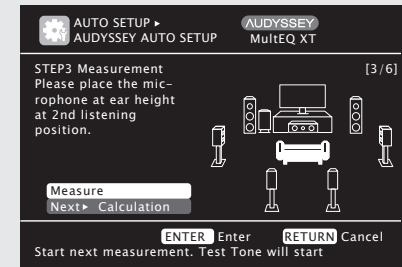 AUTO SETUP ▸
AUDYSSEY AUTO SETUP
AUDYSSEY
MultEQ XT
STEP3 Measurement
[3/6]
Please place the mic-
rophone at ear height
at 2nd listening
position.
Measure
Next▸ Calculation
ENTER Enter
RETURN Cancel
Start next measurement. Test Tone will start